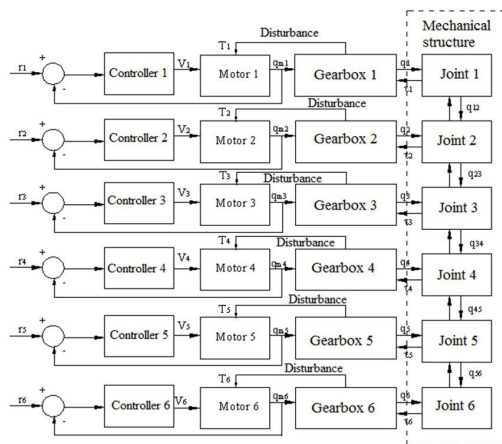 Mechanical
structure
Disturbance
T1
r1 + - Controller 1 V1 Motor 1 qm1 Gearbox 1 q1 τ1 Joint 1
q12
T2 Disturbance
r2 + - Controller 2 V2 Motor 2 qm2 Gearbox 2 q2 τ2 Joint 2
q23
T3 Disturbance
r3 + - Controller 3 V3 Motor 3 qm3 Gearbox 3 q3 τ3 Joint 3
q34
T4 Disturbance
r4 + - Controller 4 V4 Motor 4 qm4 Gearbox 4 q4 τ4 Joint 4
q45
T5 Disturbance
r5 + - Controller 5 V5 Motor 5 qm5 Gearbox 5 q5 τ5 Joint 5
q56
T6 Disturbance
r6 + - Controller 6 V6 Motor 6 qm6 Gearbox 6 q6 τ6 Joint 6